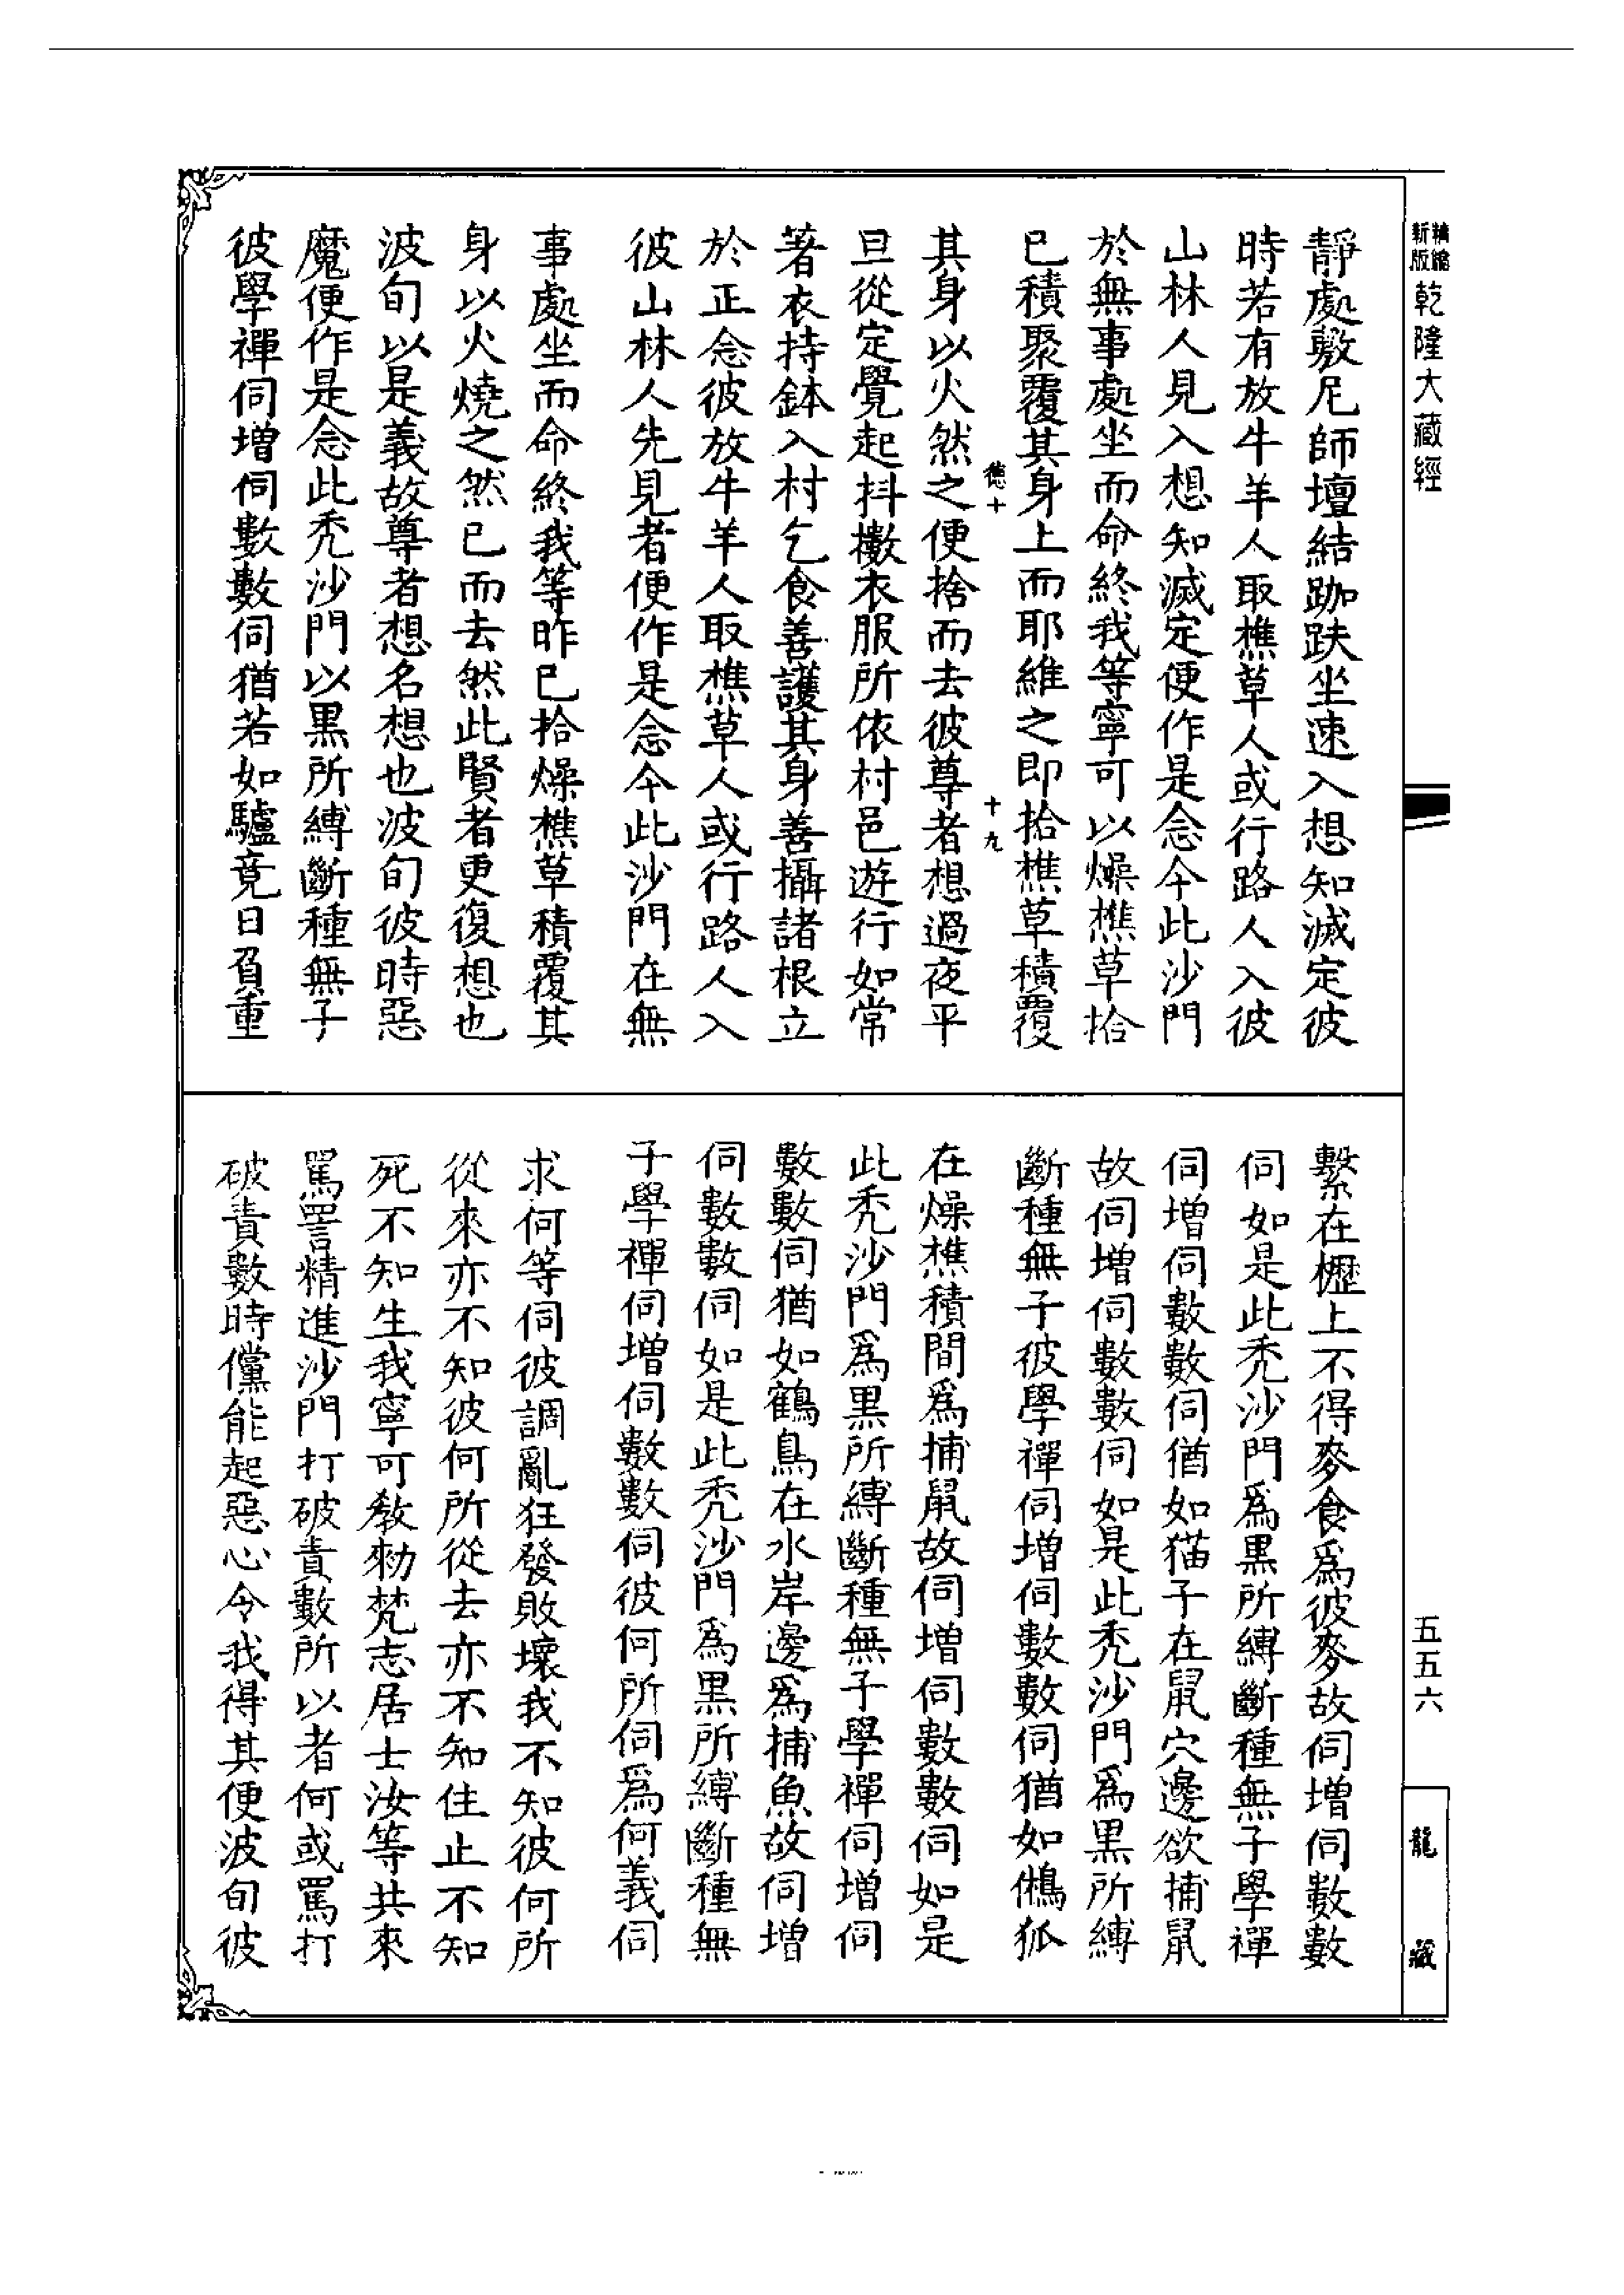 新版 精縮 乾隆大藏經
五五六
龍藏
靜處敷尼師壇結跏趺坐速入想知滅定彼
時若有放牛羊人取樵草人或行路人入彼
山林人見入想知滅定便作是念今此沙門
於無事處坐而命終我等寧可以燥樵草拾
已積聚覆其身上而耶維之即拾樵草積覆
德十 十九
其身以火然之便捨而去彼尊者想過夜平
旦從定覺起抖擻衣服所依村邑遊行如常
著衣持鉢入村乞食善護其身善攝諸根立
於正念彼放牛羊人取樵草人或行路人入
彼山林人先見者便作是念今此沙門在無
事處坐而命終我等昨已拾燥樵草積覆其
身以火燒之然已而去然此賢者更復想也
波旬以是義故尊者想名想也波旬彼時惡
魔便作是念此禿沙門以黑所縛斷種無子
彼學禪伺增伺數數伺猶若如驢竟日負重
繫在櫪上不得麥食為彼麥故伺增伺數數
伺如是此禿沙門為黑所縛斷種無子學禪
伺增伺數數伺猶如猫子在鼠穴邊欲捕鼠
故伺增伺數數伺如是此禿沙門為黑所縛
斷種無子彼學禪伺增伺數數伺猶如鵂狐
在燥樵積間為捕鼠故伺增伺數數伺如是
此禿沙門為黑所縛斷種無子學禪伺增伺
數數伺猶如鶴鳥在水岸邊為捕魚故伺增
伺數數伺如是此禿沙門為黑所縛斷種無
子學禪伺增伺數數伺彼何所伺為何義伺
求何等伺彼調亂狂發敗壞我不知彼何所
從來亦不知彼何所從去亦不知住止不知
死不知生我寧可教勑梵志居士汝等共來
罵詈精進沙門打破責數所以者何或罵打
破責數時儻能起惡心令我得其便波旬彼